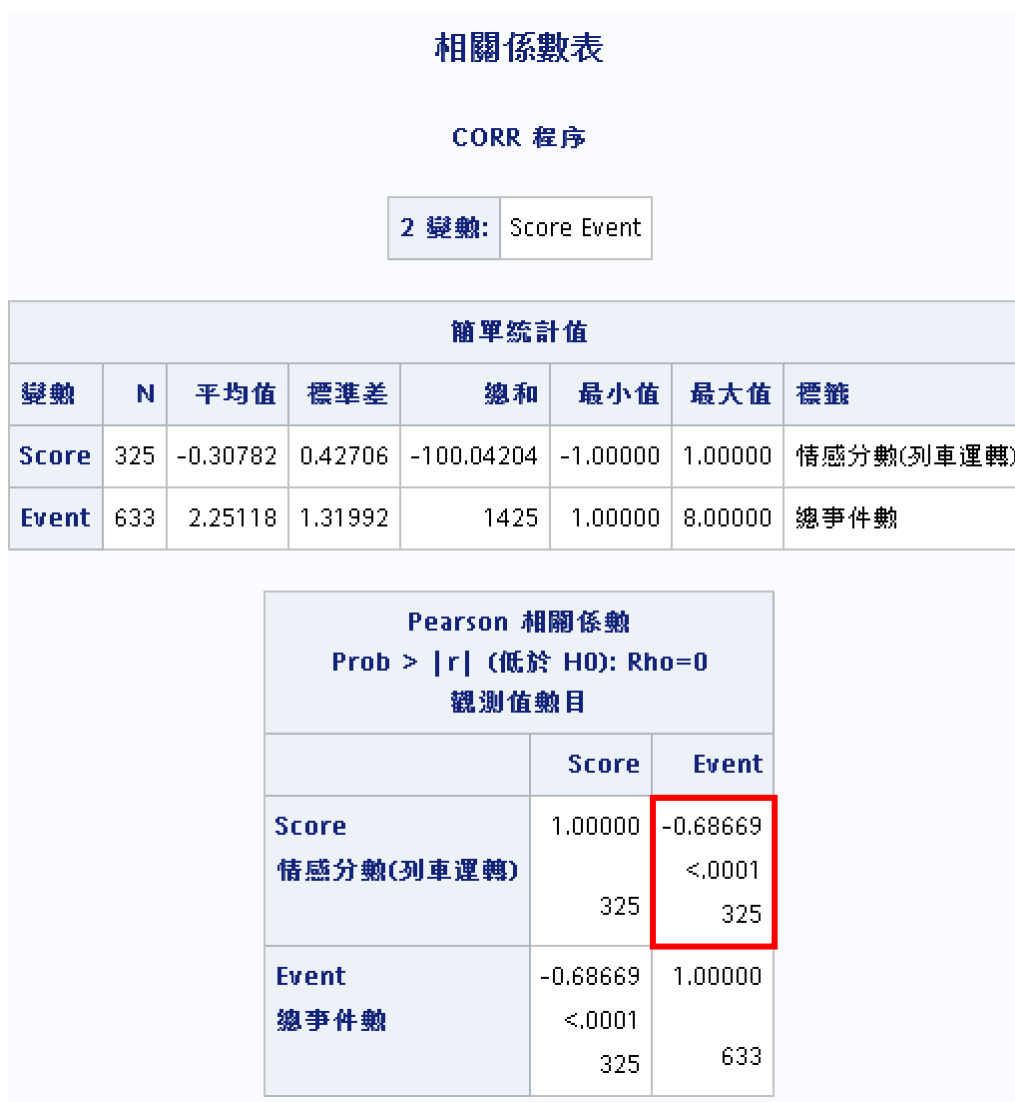 相關係數表
CORR 程序
2 變數: Score Event
簡單統計值
變數 N 平均值 標準差 總和 最小值 最大值 標籤
Score 325 -0.30782 0.42706 -100.04204 -1.00000 1.00000 情感分數(列車運轉)
Event 633 2.25118 1.31992 1425 1.00000 8.00000 總事件數
Pearson 相關係數
Prob > |r| (低於 H0): Rho=0
觀測值數目
Score Event
Score 1.00000 -0.68669
情感分數(列車運轉) <.0001
325 325
Event -0.68669 1.00000
總事件數 <.0001
325 633